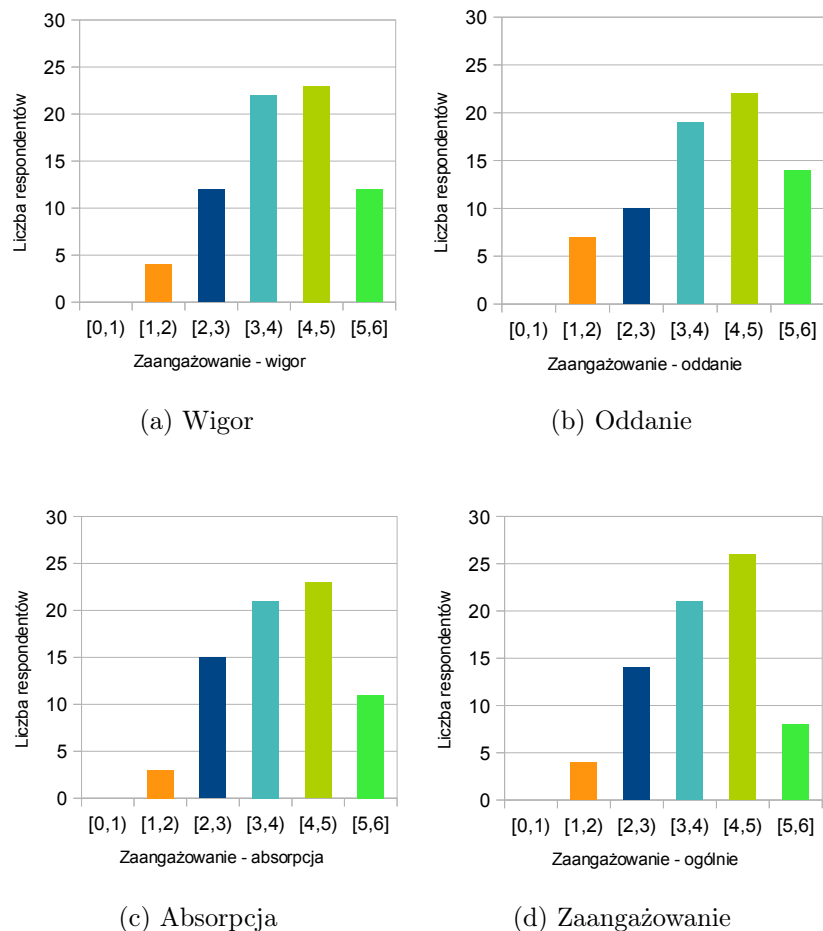 30
25
20
15
10
5
0
Liczba respondentów
[0,1) [1,2) [2,3) [3,4) [4,5) [5,6]
Zaangażowanie - wigor
(a) Wigor
30
25
20
15
10
5
0
Liczba respondentów
[0,1) [1,2) [2,3) [3,4) [4,5) [5,6]
Zaangażowanie - oddanie
(b) Oddanie
30
25
20
15
10
5
0
Liczba respondentów
[0,1) [1,2) [2,3) [3,4) [4,5) [5,6]
Zaangażowanie - absorpcja
(c) Absorpcja
30
25
20
15
10
5
0
Liczba respondentów
[0,1) [1,2) [2,3) [3,4) [4,5) [5,6]
Zaangażowanie - ogólnie
(d) Zaangażowanie